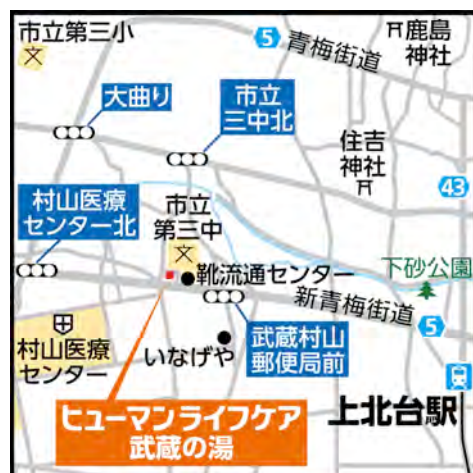 市立第三小
5
青梅街道
鹿島
神社
大曲り
市立
三中北
住吉
神社
43
村山医療
センター北
市立
第三中
靴流通センター
下砂公園
新青梅街道
5
村山医療
センター
いなげや
武蔵村山
郵便局前
上北台駅
ヒューマンライフケア
武蔵の湯